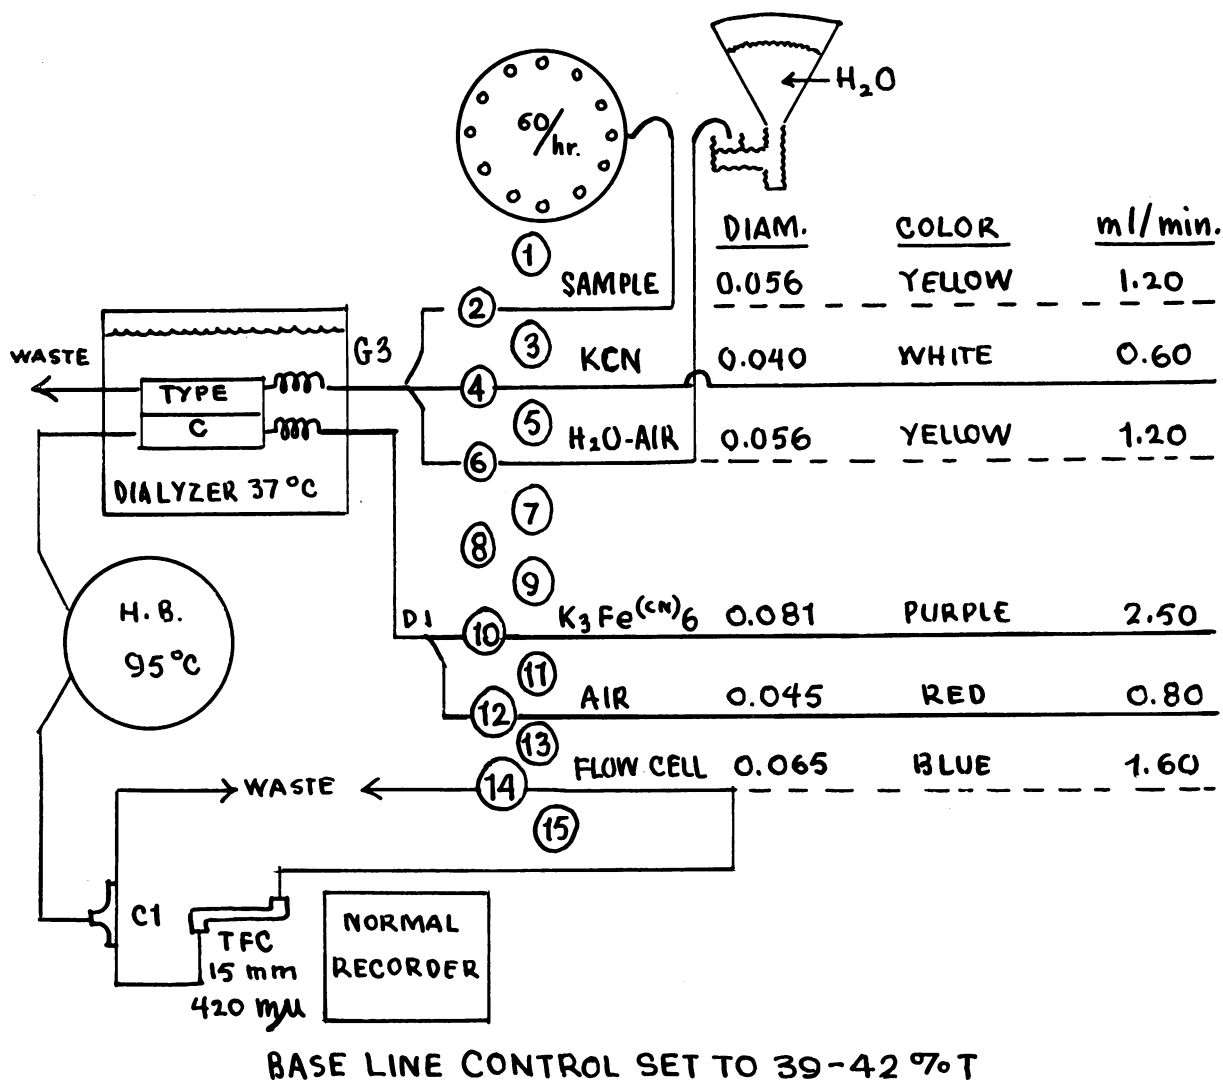 60/hr.
H₂O
DIAM. COLOR ml/min.
1
SAMPLE 0.056 YELLOW 1.20
2
3
KCN 0.040 WHITE 0.60
4
5
H₂O-AIR 0.056 YELLOW 1.20
6
7
8
9
K₃Fe(CN)6 0.081 PURPLE 2.50
10
11
AIR 0.045 RED 0.80
12
13
FLOW CELL 0.065 BLUE 1.60
14
15
WASTE
G3
TYPE
C
DIALYZER 37°C
D1
H.B.
95°C
WASTE
C1
TFC
15 mm
420 mμ
NORMAL
RECORDER
BASE LINE CONTROL SET TO 39-42 %T